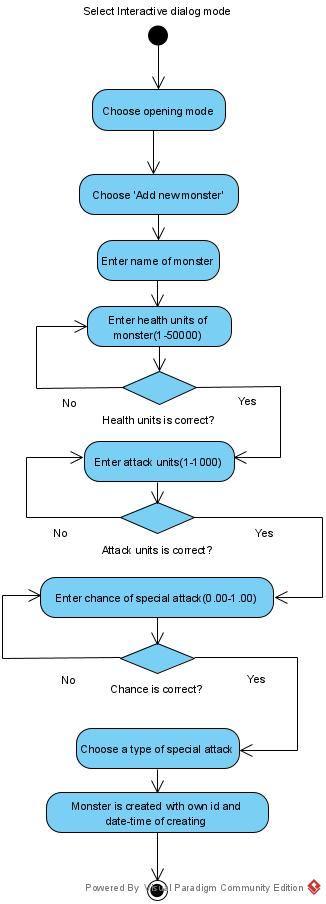 Select Interactive dialog mode
Choose opening mode
Choose 'Add new monster'
Enter name of monster
Enter health units of
monster(1-50000)
No
Yes
Health units is correct?
Enter attack units(1-1000)
No
Yes
Attack units is correct?
Enter chance of special attack(0.00-1.00)
No
Yes
Chance is correct?
Choose a type of special attack
Monster is created with own id and
date-time of creating
Powered By Visual Paradigm Community Edition